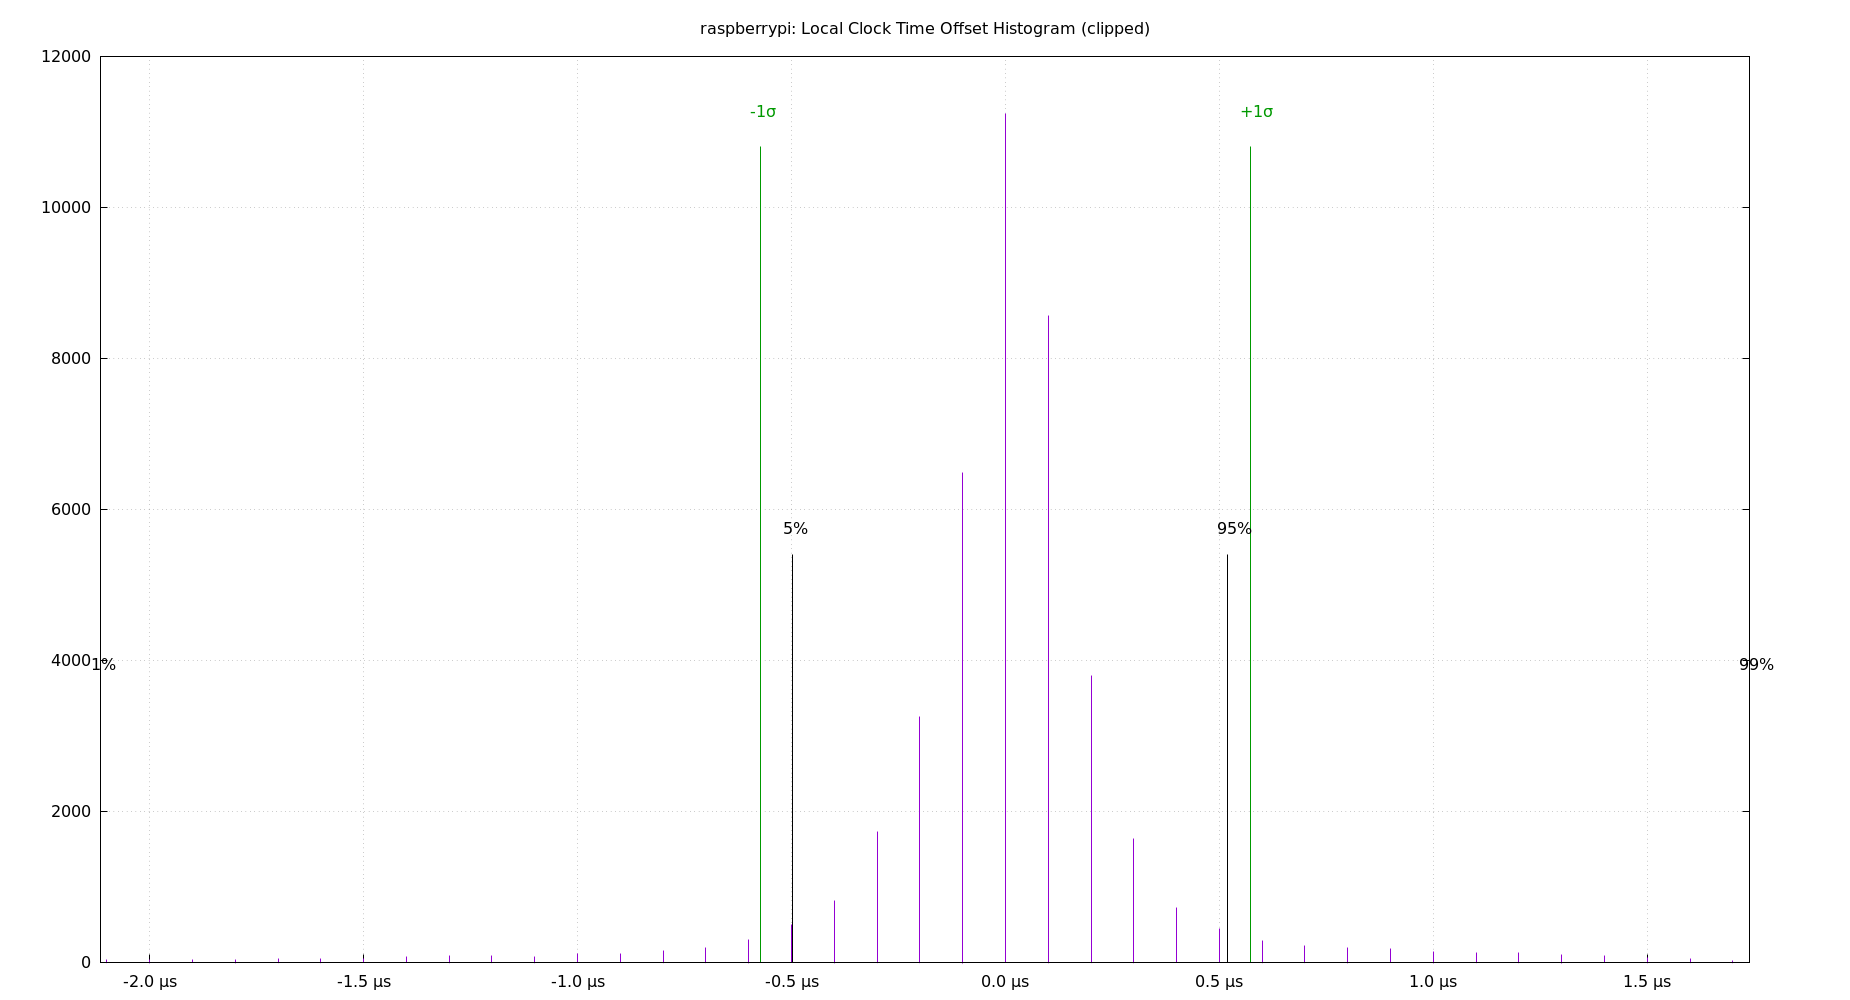 raspberrypi: Local Clock Time Offset Histogram (clipped)
12000
-1σ
+1σ
10000
8000
6000
5%
95%
4000
1%
99%
2000
0
-2.0 µs
-1.5 µs
-1.0 µs
-0.5 µs
0.0 µs
0.5 µs
1.0 µs
1.5 µs